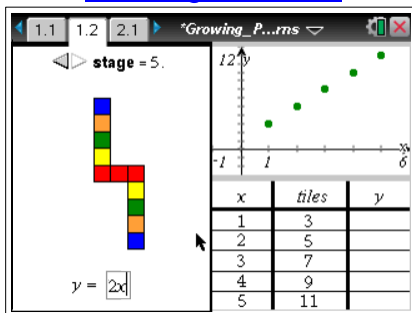 1.1 1.2 2.1 *Growing_P...rns
stage = 5.
y = 2x
12 y
-1 1 x 6
x tiles y
1 3
2 5
3 7
4 9
5 11